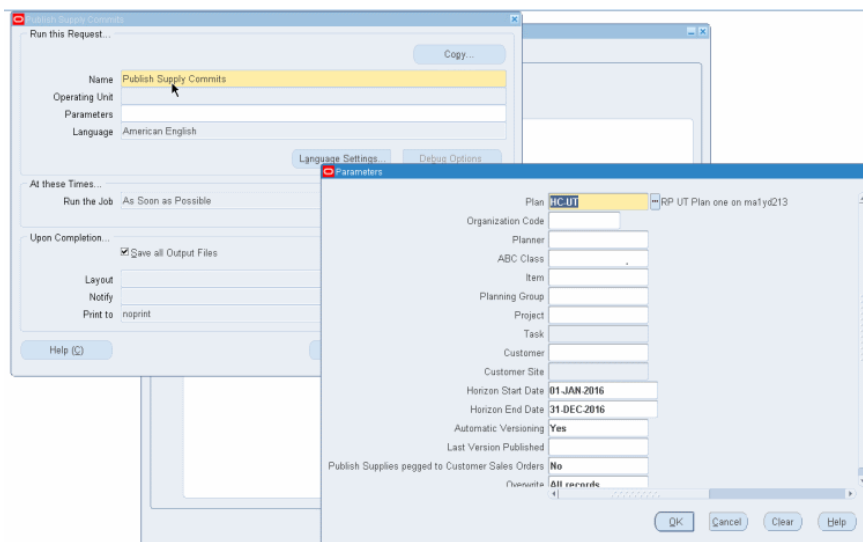 Publish Supply Commits
Run this Request...
Copy...
Name Publish Supply Commits
Operating Unit
Parameters
Language American English
Language Settings... Debug Options
At these Times...
Run the Job As Soon as Possible
Upon Completion...
Save all Output Files
Layout
Notify
Print to noprint
Help (C)
Parameters
Plan HC-UT RP UT Plan one on ma1yd213
Organization Code
Planner
ABC Class
Item
Planning Group
Project
Task
Customer
Customer Site
Horizon Start Date 01-JAN-2016
Horizon End Date 31-DEC-2016
Automatic Versioning Yes
Last Version Published
Publish Supplies pegged to Customer Sales Orders No
Overwrite All records
OK Cancel Clear Help